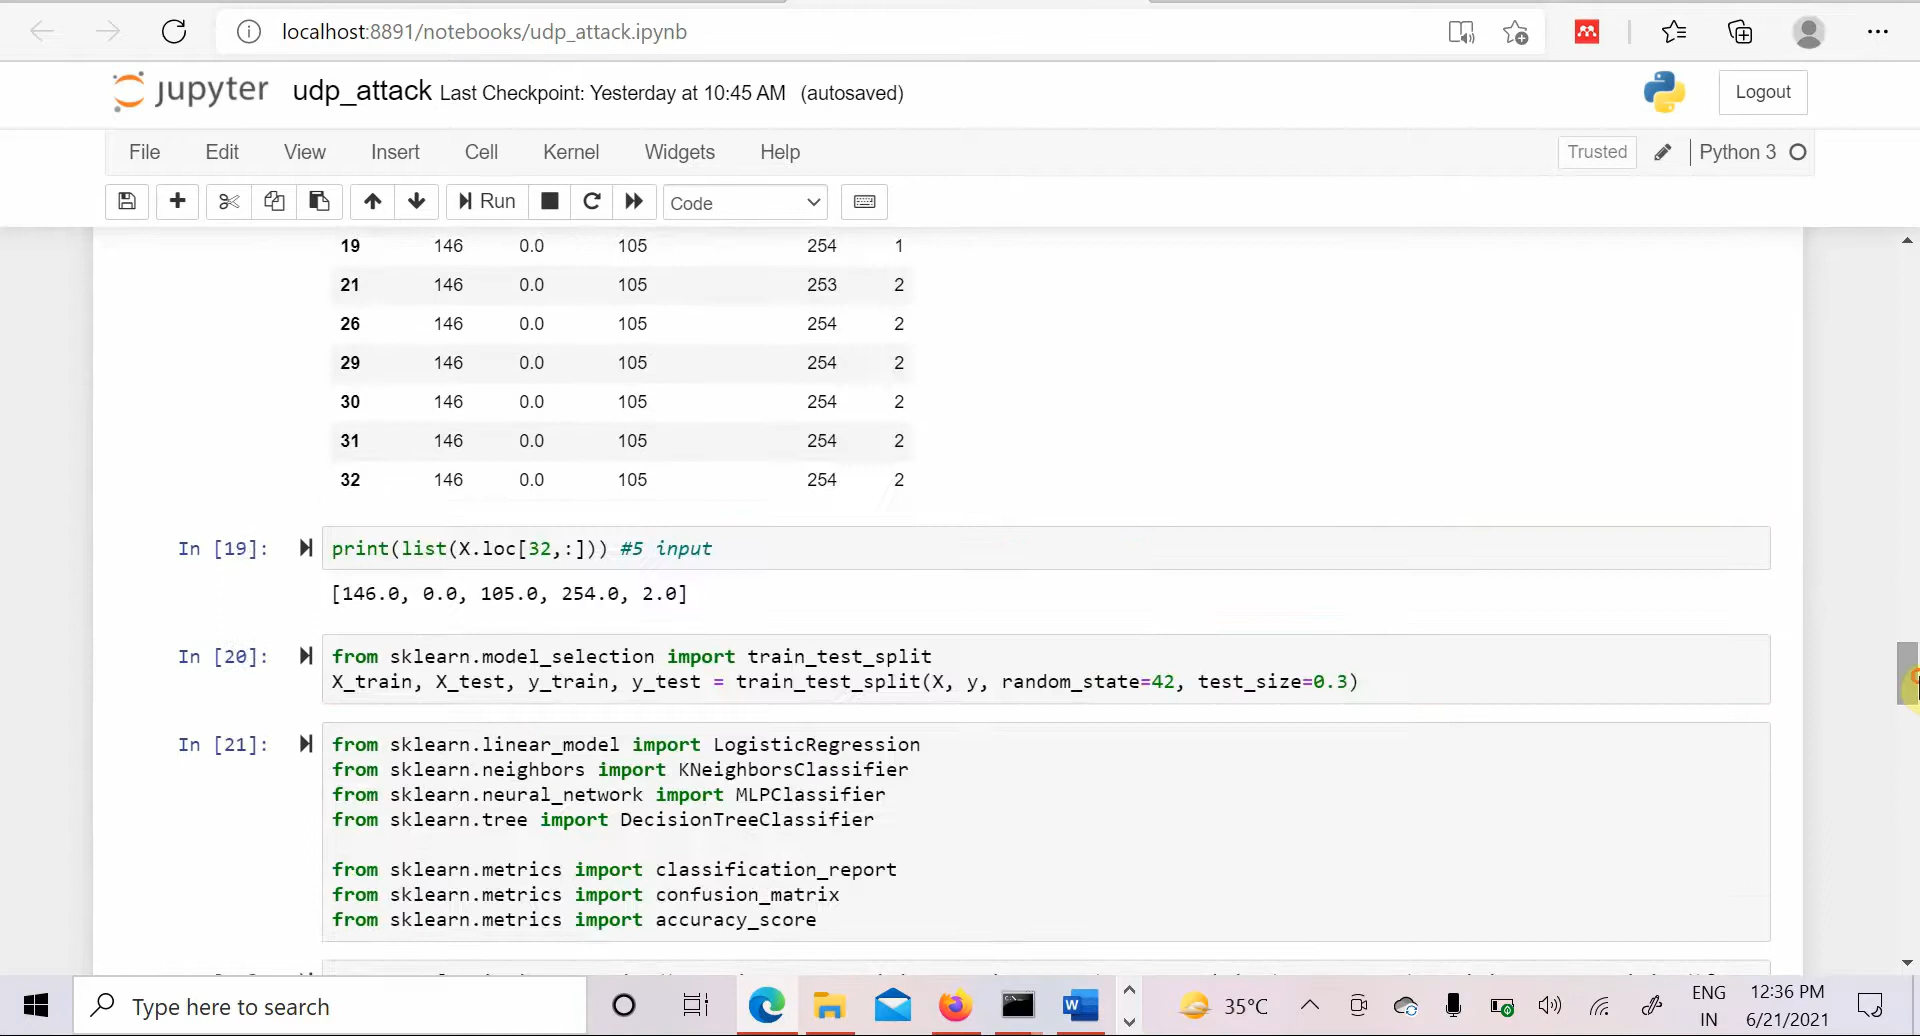 localhost:8891/notebooks/udp_attack.ipynb
jupyter udp_attack Last Checkpoint: Yesterday at 10:45 AM (autosaved) Logout
File Edit View Insert Cell Kernel Widgets Help Trusted Python 3
Run Code
19 146 0.0 105 254 1
21 146 0.0 105 253 2
26 146 0.0 105 254 2
29 146 0.0 105 254 2
30 146 0.0 105 254 2
31 146 0.0 105 254 2
32 146 0.0 105 254 2
In [19]: print(list(X.loc[32,:])) #5 input
[146.0, 0.0, 105.0, 254.0, 2.0]
In [20]: from sklearn.model_selection import train_test_split
X_train, X_test, y_train, y_test = train_test_split(X, y, random_state=42, test_size=0.3)
In [21]: from sklearn.linear_model import LogisticRegression
from sklearn.neighbors import KNeighborsClassifier
from sklearn.neural_network import MLPClassifier
from sklearn.tree import DecisionTreeClassifier
from sklearn.metrics import classification_report
from sklearn.metrics import confusion_matrix
from sklearn.metrics import accuracy_score
Type here to search 35°C ENG 12:36 PM
IN 6/21/2021